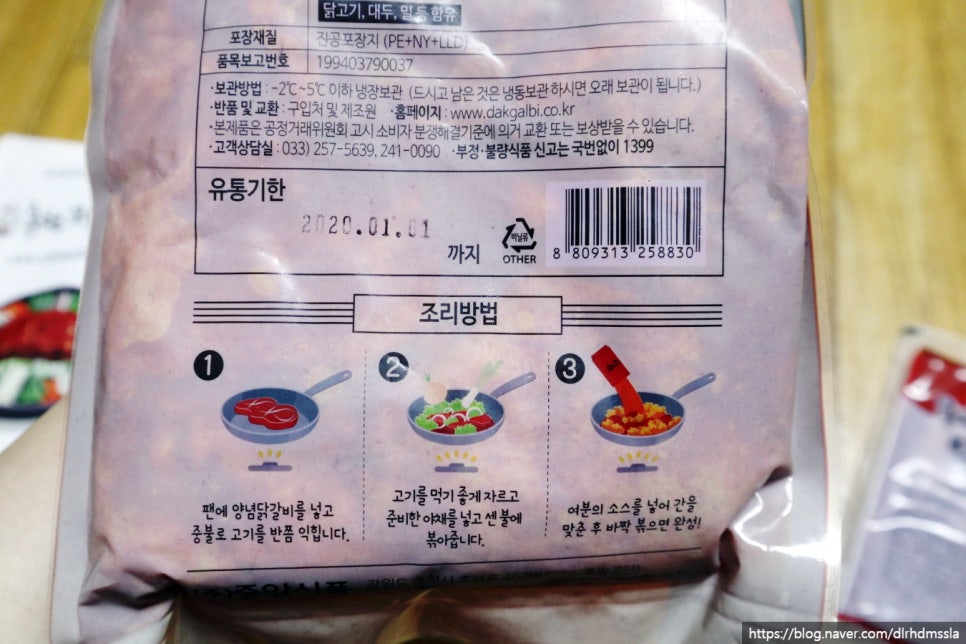 닭고기, 대두, 밀 등 함유
포장재질 진공포장지 (PE+NY+LLD)
품목보고번호 199403790037
·보관방법 : -2℃~5℃ 이하 냉장보관 (드시고 남은 것은 냉동보관 하시면 오래 보관이 됩니다.)
·반품 및 교환 : 구입처 및 제조원 ·홈페이지 : www.dakgalbi.co.kr
·본제품은 공정거래위원회 고시 소비자 분쟁해결기준에 의거 교환 또는 보상받을 수 있습니다.
·고객상담실 : 033) 257-5639, 241-0090 ·부정·불량식품 신고는 국번없이 1399
유통기한
2020.01.01
까지
비닐류
OTHER
8 809313 258830
조리방법
1 2 3
팬에 양념닭갈비를 넣고
중불로 고기를 반쯤 익힙니다.
고기를 먹기 좋게 자르고
준비한 야채를 넣고 센 불에
볶아줍니다.
여분의 소스를 넣어 간을
맞춘 후 바짝 볶으면 완성!
(주)중앙식품
https://blog.naver.com/dlrhdmssla